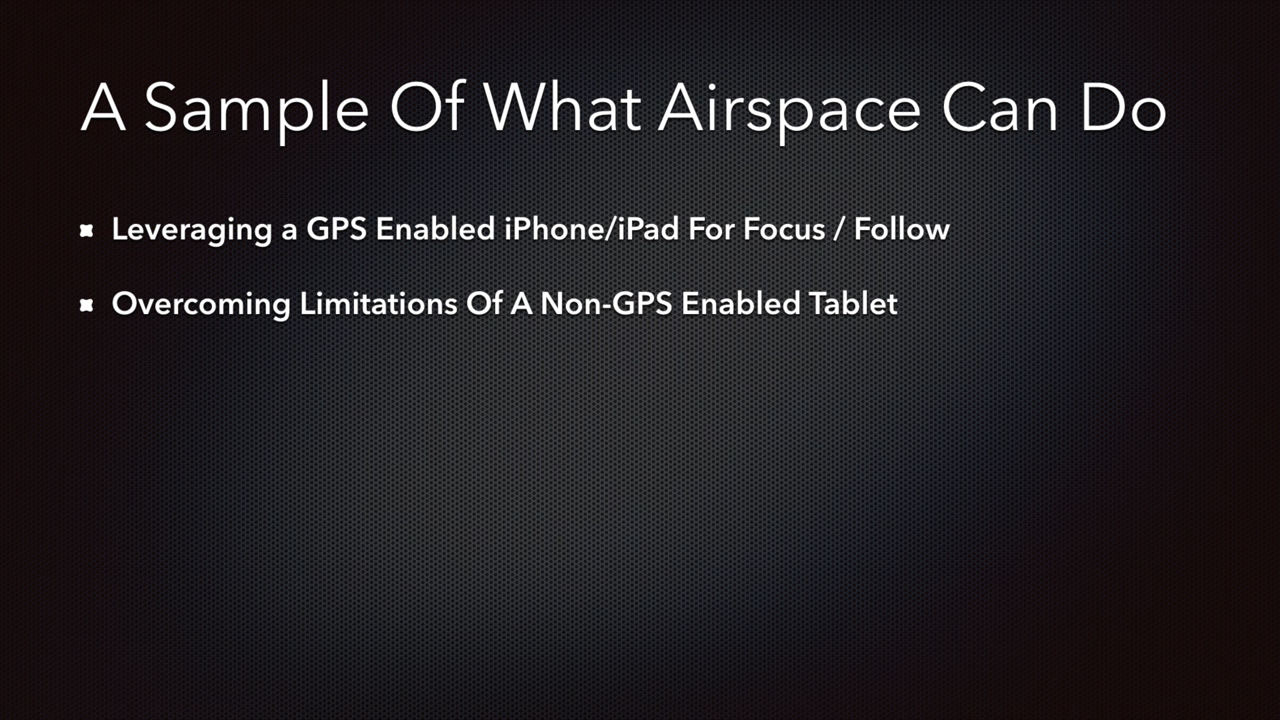 A Sample Of What Airspace Can Do
Leveraging a GPS Enabled iPhone/iPad For Focus / Follow
Overcoming Limitations Of A Non-GPS Enabled Tablet